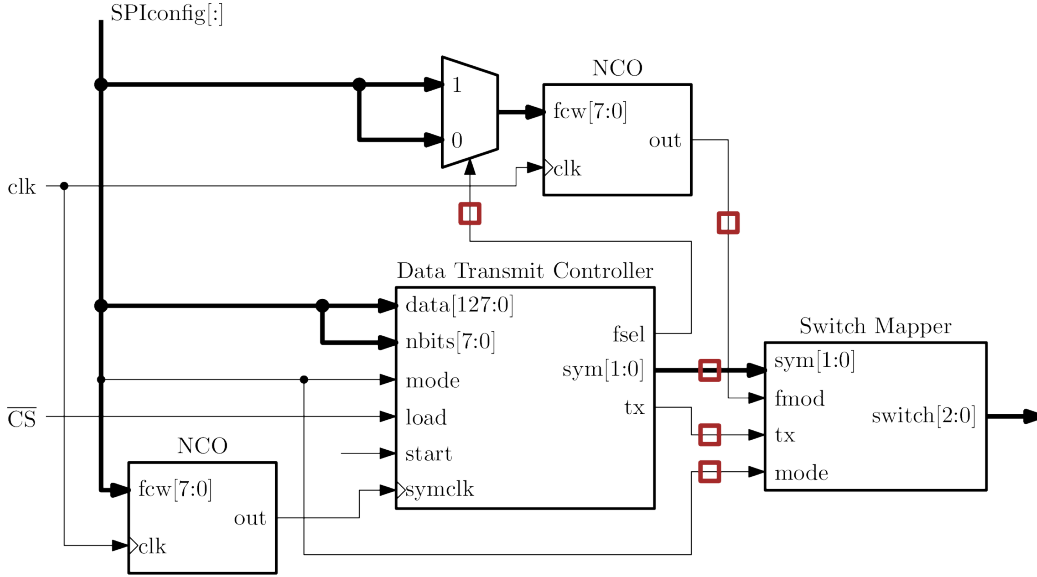 SPIconfig[:]
NCO
1
fcw[7:0]
0
out
clk
clk
Data Transmit Controller
data[127:0]
nbits[7:0]
fsel
sym[1:0]
mode
tx
load
start
symclk
Switch Mapper
sym[1:0]
fmod
switch[2:0]
tx
mode
CS
NCO
fcw[7:0]
out
clk